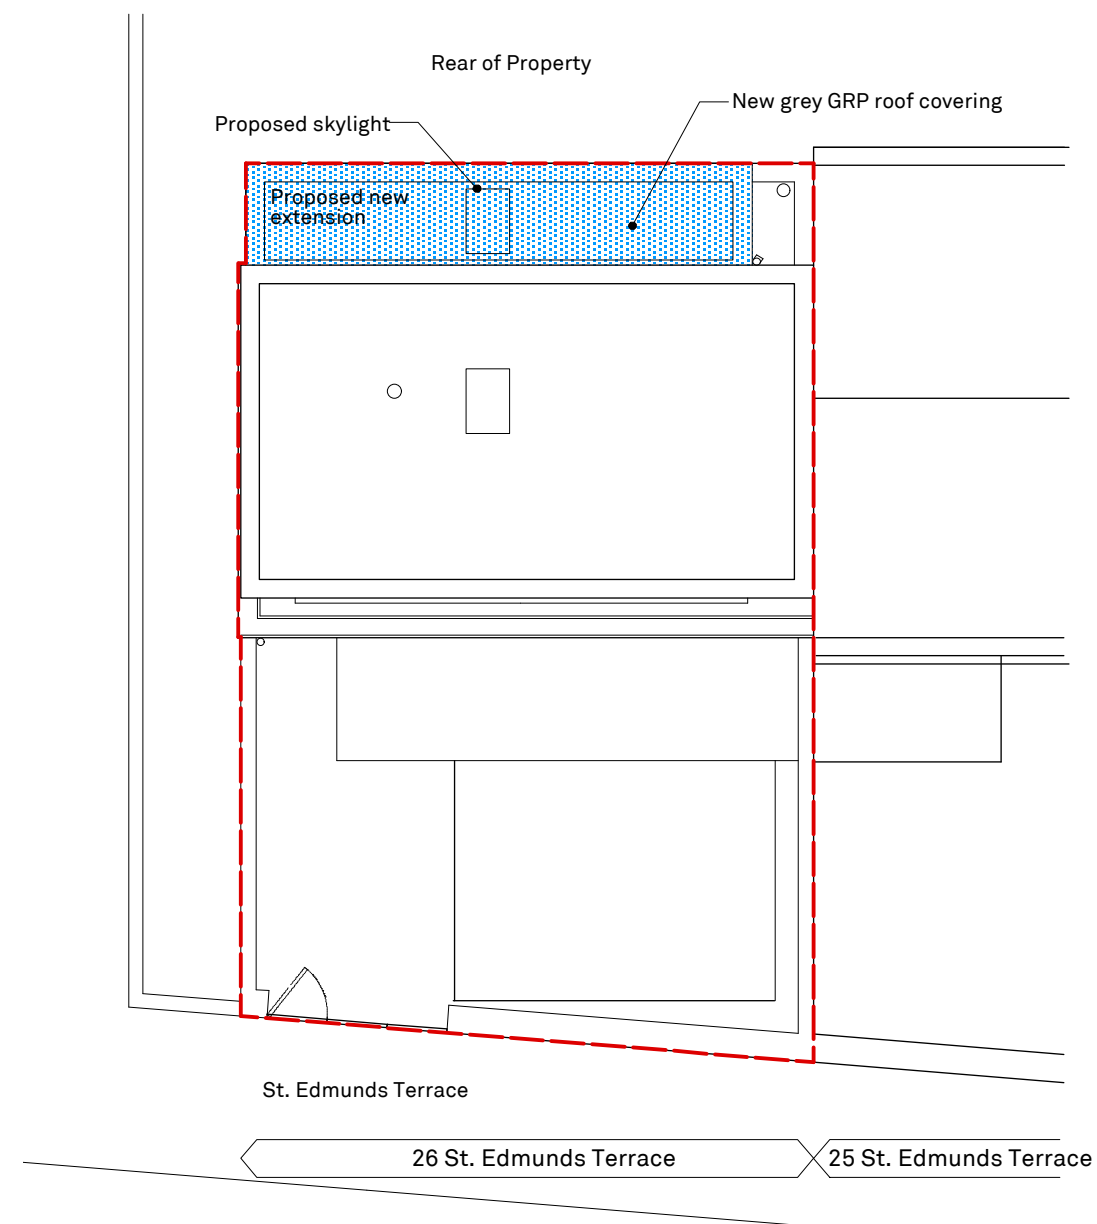 Rear of Property
New grey GRP roof covering
Proposed skylight
Proposed new
extension
St. Edmunds Terrace
26 St. Edmunds Terrace
25 St. Edmunds Terrace